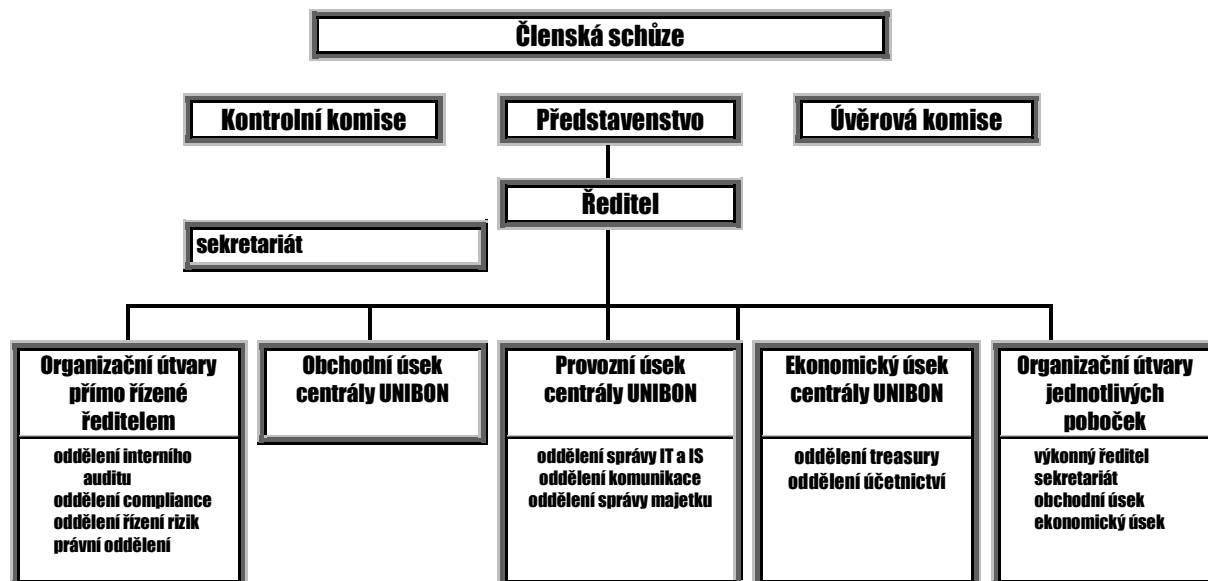 Členská schůze
Kontrolní komise
Představenstvo
Úvěrová komise
Ředitel
sekretariát
Organizační útvary
přímo řízené
ředitelem
oddělení interního
auditu
oddělení compliance
oddělení řízení rizik
právní oddělení
Obchodní úsek
centrály UNIBON
Provozní úsek
centrály UNIBON
oddělení správy IT a IS
oddělení komunikace
oddělení správy majetku
Ekonomický úsek
centrály UNIBON
oddělení treasury
oddělení účetnictví
Organizační útvary
jednotlivých
poboček
výkonný ředitel
sekretariát
obchodní úsek
ekonomický úsek